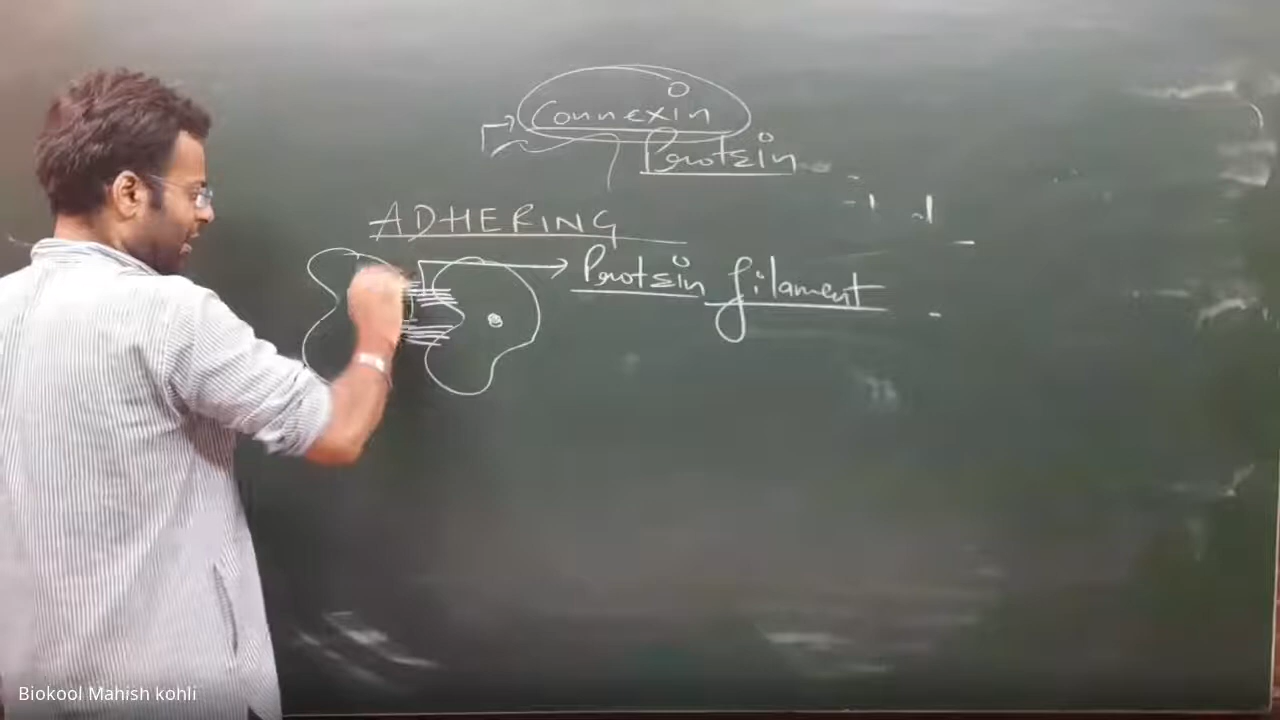 Connexin
Protein
ADHERING
Protein filament
Biokool Mahish kohli